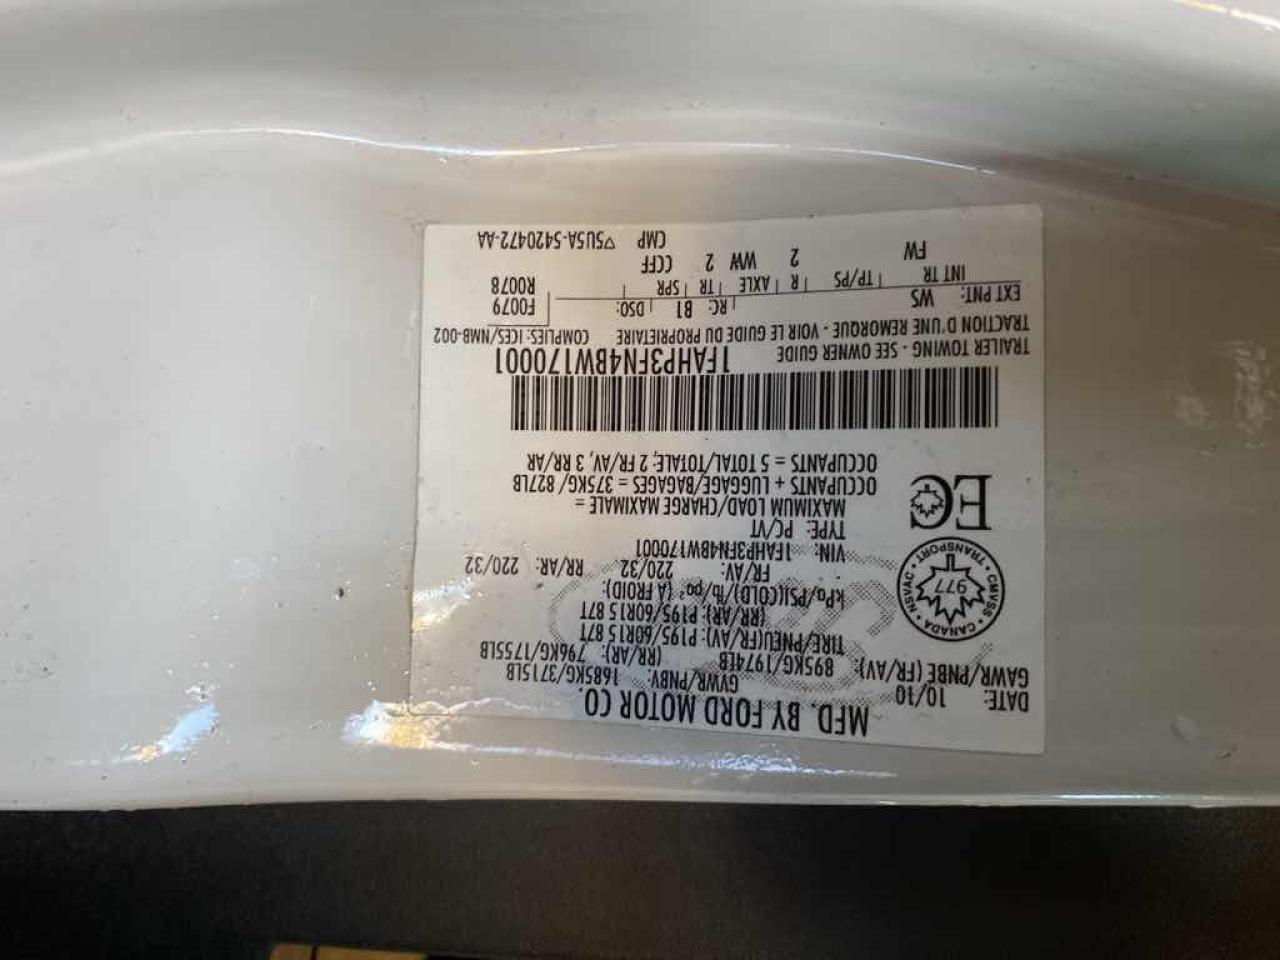 MFD. BY FORD MOTOR CO.
DATE: 10/10 GVWR/PNBV: 1685KG/3715LB
GAWR/PNBE (FR/AV): 895KG/1974LB (RR/AR): 796KG/1755LB
TIRE/PNEU(FR/AV): P195/60R15 87T
(RR/AR): P195/60R15 87T
kPa/PSI(COLD)/lb/po² (A FROID):
FR/AV: 220/32 RR/AR: 220/32
VIN: 1FAHP3FN4BW170001
TYPE: PC/VT
MAXIMUM LOAD/CHARGE MAXIMALE =
OCCUPANTS + LUGGAGE/BAGAGES = 375KG/ 827LB
OCCUPANTS = 5 TOTAL/TOTALE; 2 FR/AV, 3 RR/AR
CMVSS • CANADA • NSVAC • TRANSPORT •
977
EC
TRAILER TOWING - SEE OWNER GUIDE 1FAHP3FN4BW170001
TRACTION D'UNE REMORQUE - VOIR LE GUIDE DU PROPRIETAIRE COMPLIES: ICES/NMB-002
EXT PNT: WS RC: B1 DSO: F0079
INT TR TP/PS R AXLE TR SPR R0078
FW 2 WW 2 CCFF
CMP ▽5U5A-5420472-AA